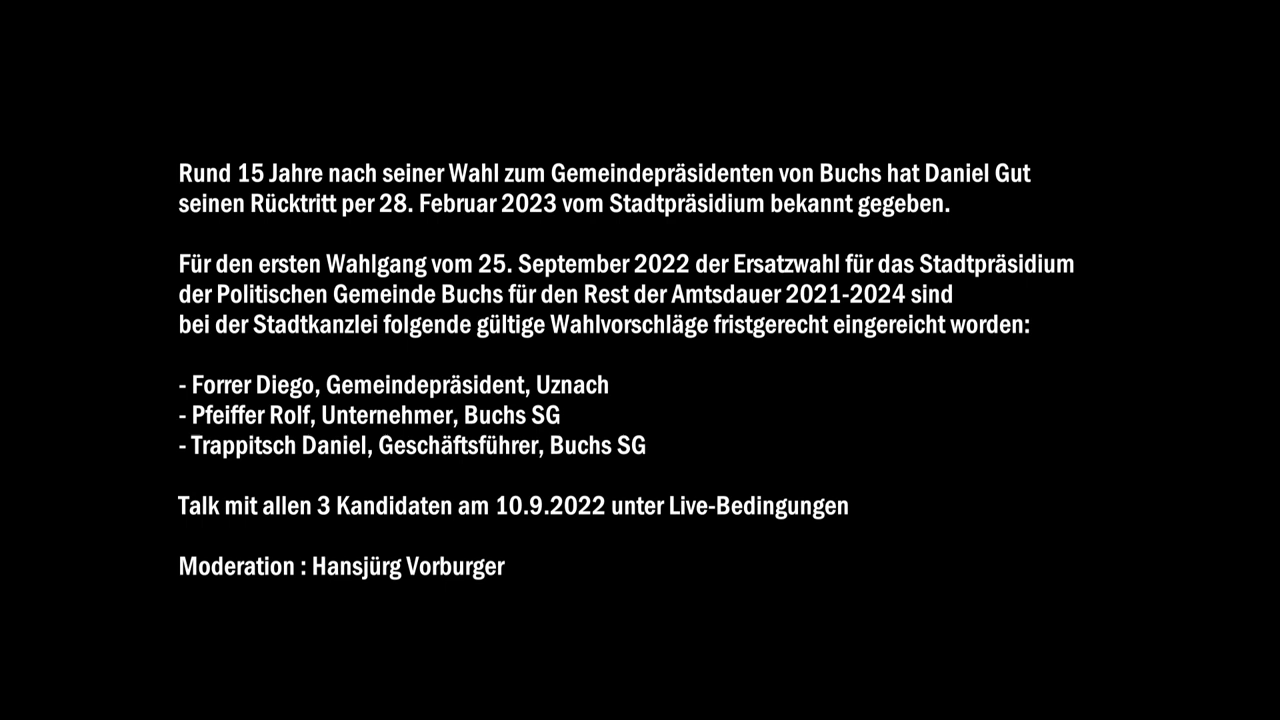 Rund 15 Jahre nach seiner Wahl zum Gemeindepräsidenten von Buchs hat Daniel Gut
seinen Rücktritt per 28. Februar 2023 vom Stadtpräsidium bekannt gegeben.
Für den ersten Wahlgang vom 25. September 2022 der Ersatzwahl für das Stadtpräsidium
der Politischen Gemeinde Buchs für den Rest der Amtsdauer 2021-2024 sind
bei der Stadtkanzlei folgende gültige Wahlvorschläge fristgerecht eingereicht worden:
- Forrer Diego, Gemeindepräsident, Uznach
- Pfeiffer Rolf, Unternehmer, Buchs SG
- Trappitsch Daniel, Geschäftsführer, Buchs SG
Talk mit allen 3 Kandidaten am 10.9.2022 unter Live-Bedingungen
Moderation : Hansjürg Vorburger